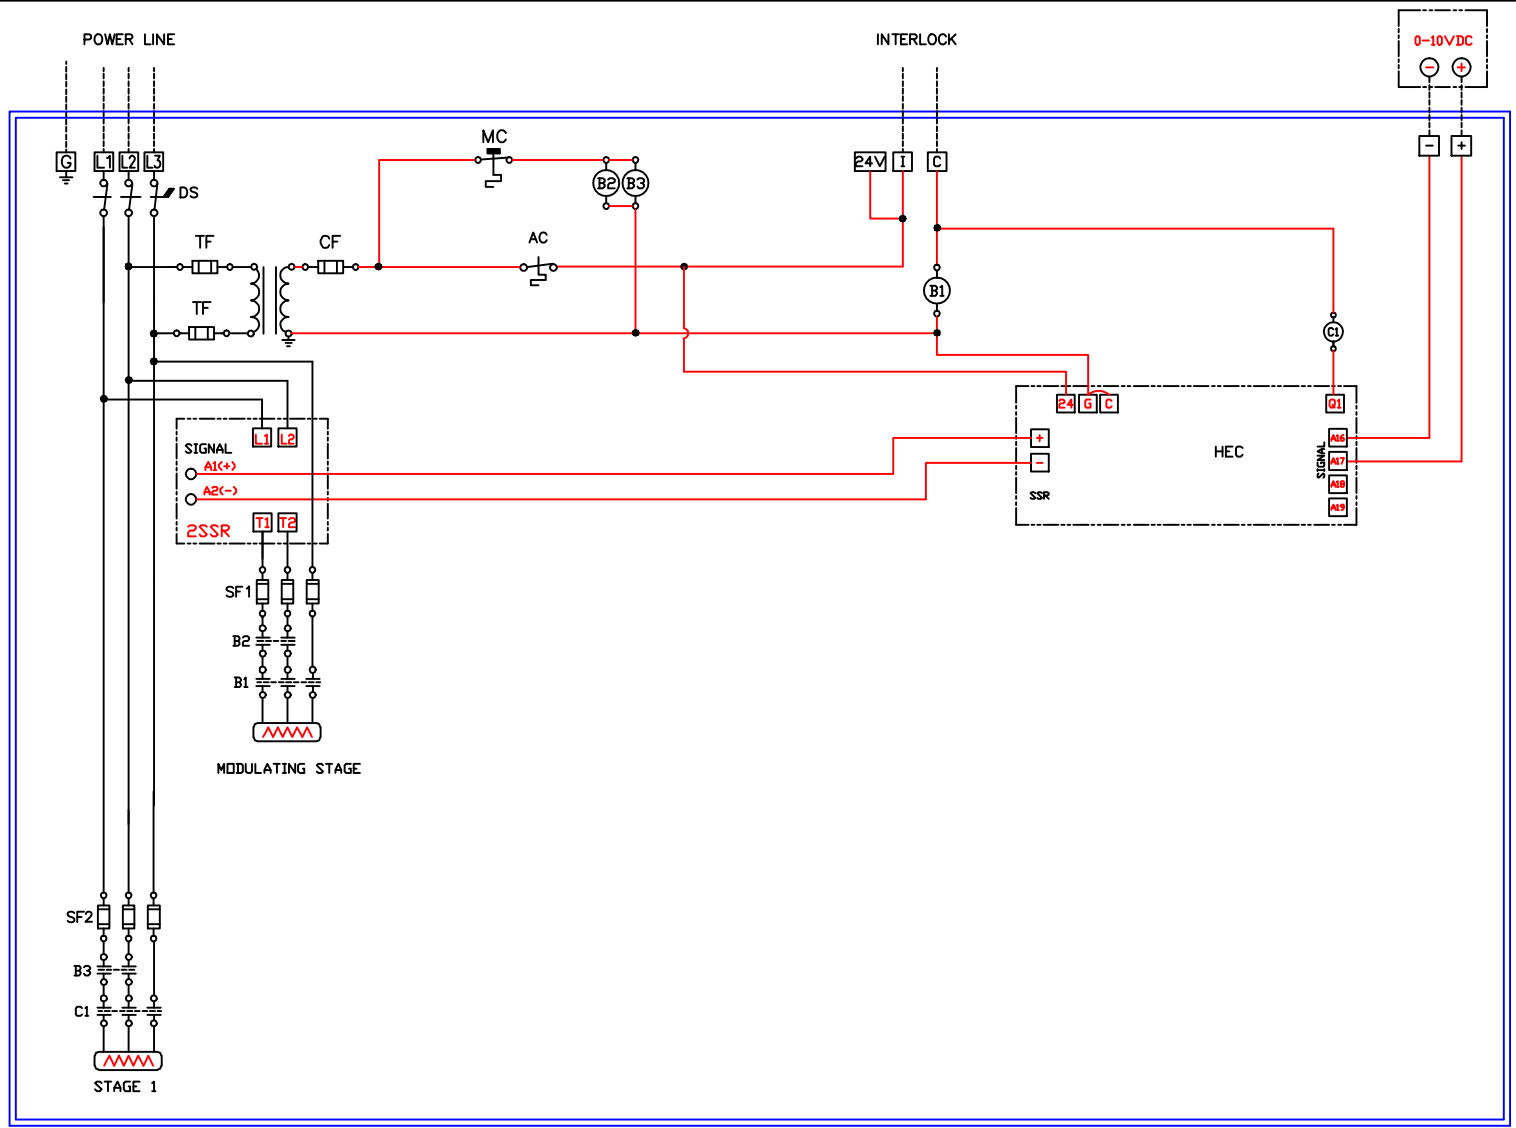 POWER LINE
INTERLOCK
0-10VDC
- +
MC
G L1 L2 L3
24V I C
- +
DS
B2 B3
TF
CF
AC
B1
TF
C1
24 G C
Q1
L1 L2
SIGNAL
A1(+)
A2(-)
+
-
SSR
HEC
SIGNAL
A16
A17
A18
A19
T1 T2
2SSR
SF1
B2
B1
MODULATING STAGE
SF2
B3
C1
STAGE 1